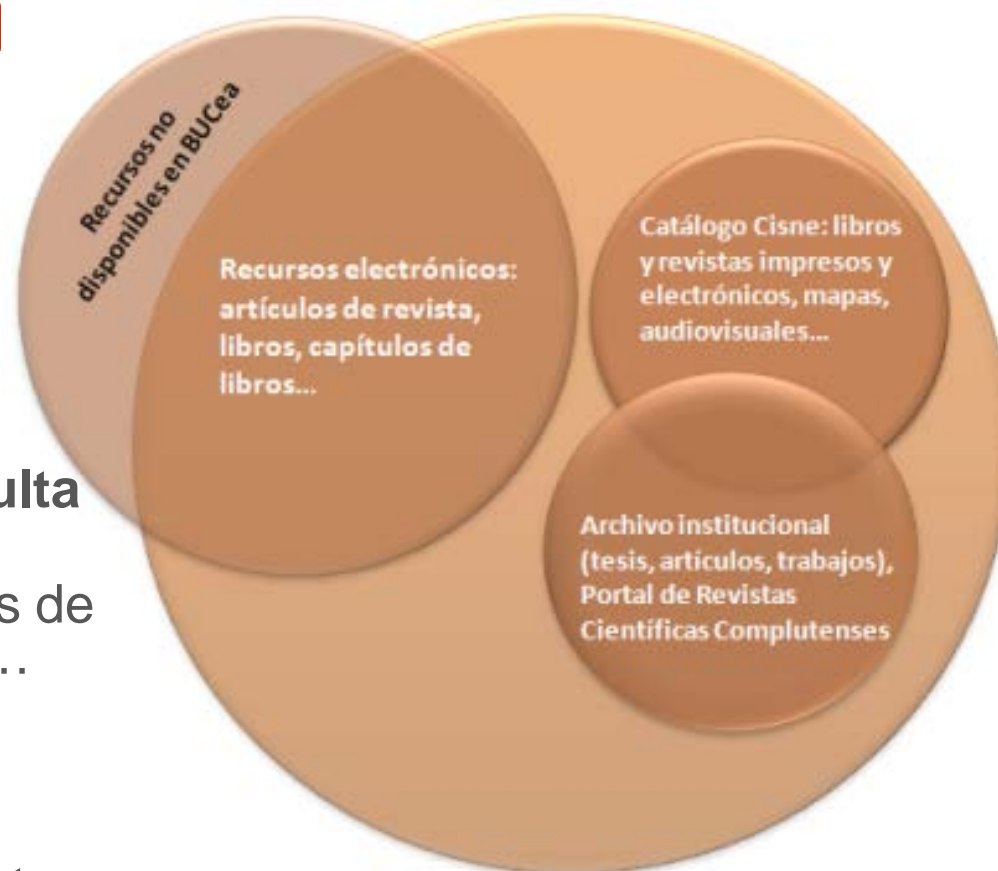 Recursos no
disponibles en BUCea
Recursos electrónicos:
artículos de revista,
libros, capítulos de
libros...
Catálogo Cisne: libros
y revistas impresos y
electrónicos, mapas,
audiovisuales...
Archivo institucional
(tesis, artículos, trabajos),
Portal de Revistas
Científicas Complutenses
ulta
s de
...